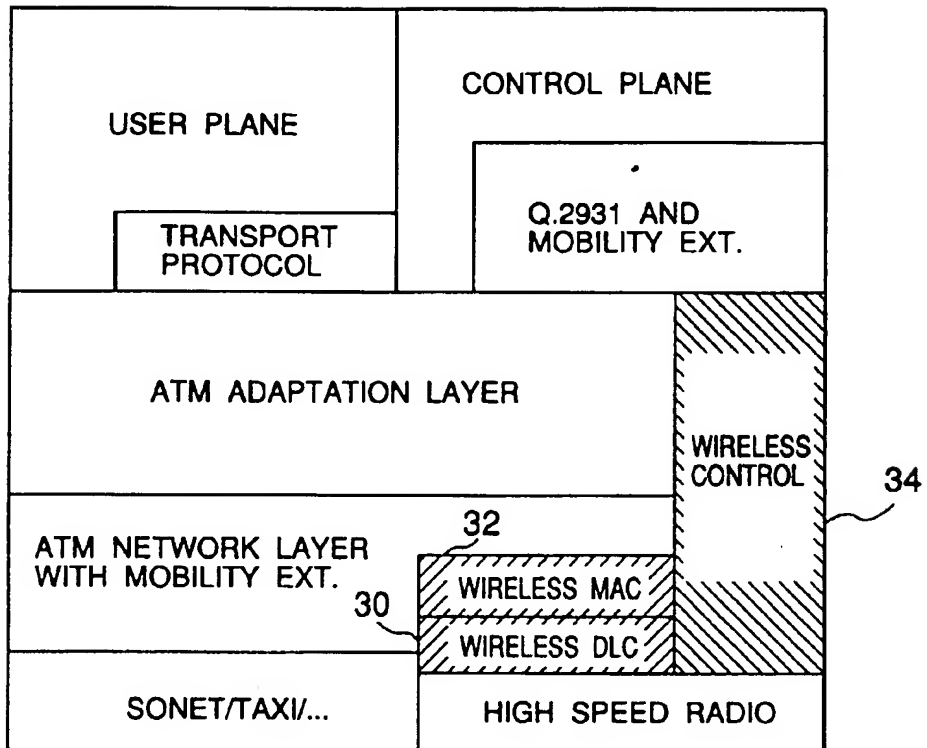 CONTROL PLANE
USER PLANE
Q.2931 AND
MOBILITY EXT.
TRANSPORT
PROTOCOL
ATM ADAPTATION LAYER
WIRELESS
CONTROL
34
32
ATM NETWORK LAYER
WITH MOBILITY EXT.
WIRELESS MAC
30
WIRELESS DLC
SONET/TAXI/...
HIGH SPEED RADIO